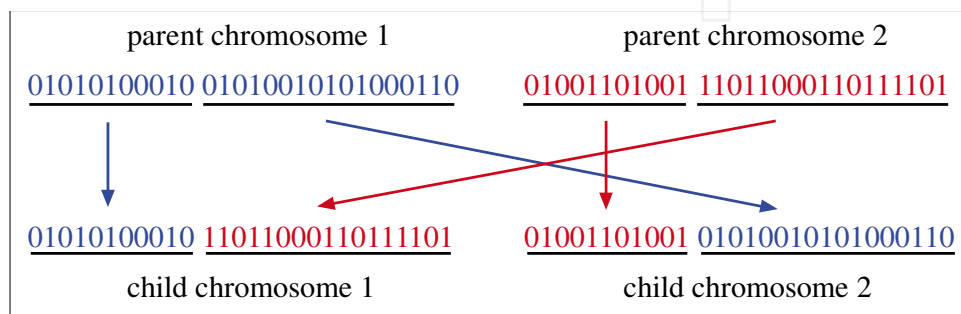 parent chromosome 1 parent chromosome 2
01010100010 01010010101000110 01001101001 11011000110111101
01010100010 11011000110111101 01001101001 01010010101000110
child chromosome 1 child chromosome 2